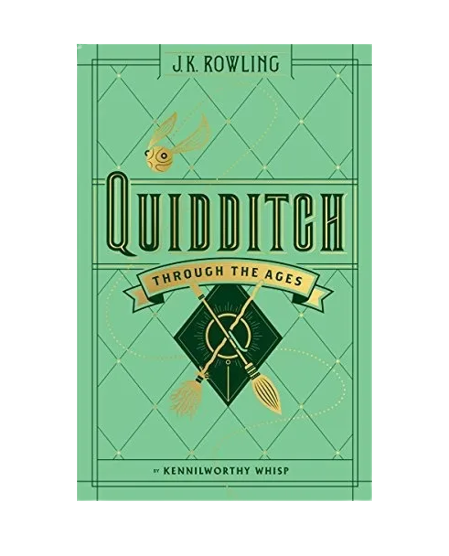 J.K. ROWLING
QUIDDITCH
THROUGH THE AGES
BY KENNILWORTHY WHISP